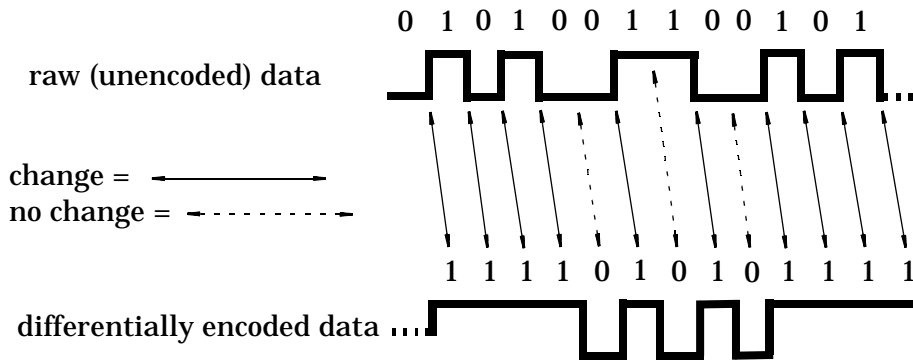 0 1 0 1 0 0 1 1 0 0 1 0 1
raw (unencoded) data
change =
no change =
1 1 1 1 0 1 0 1 0 1 1 1 1
differentially encoded data